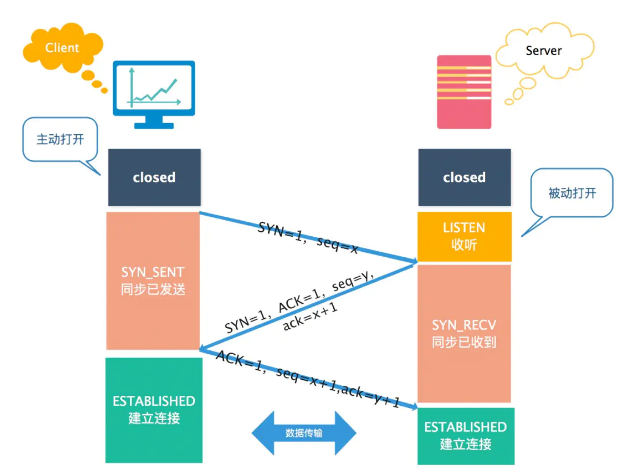 Client
Server
主动打开
closed
closed
被动打开
SYN=1, seq=x
LISTEN
收听
SYN_SENT
同步已发送
SYN=1, ACK=1, seq=y,
ack=x+1
SYN_RECV
同步已收到
ACK=1, seq=x+1,ack=y+1
ESTABLISHED
建立连接
数据传输
ESTABLISHED
建立连接